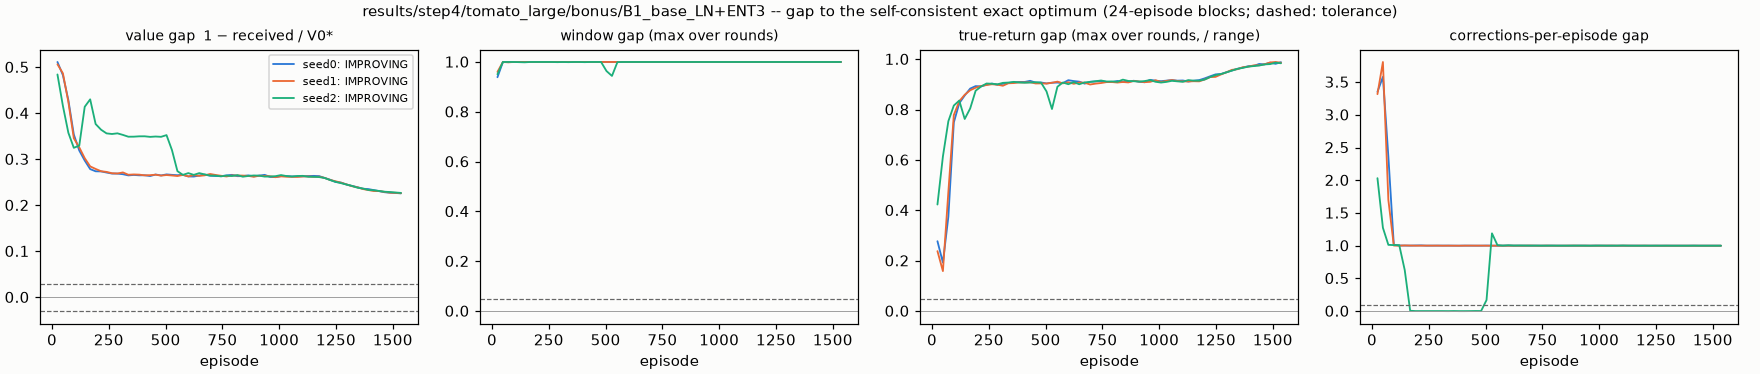 results/step4/tomato_large/bonus/B1_base_LN+ENT3 -- gap to the self-consistent exact optimum (24-episode blocks; dashed: tolerance)
value gap  1 − received / V0*
0.5
0.4
0.3
0.2
0.1
0.0
seed0: IMPROVING
seed1: IMPROVING
seed2: IMPROVING
0 250 500 750 1000 1250 1500
episode
window gap (max over rounds)
1.0
0.8
0.6
0.4
0.2
0.0
0 250 500 750 1000 1250 1500
episode
true-return gap (max over rounds, / range)
1.0
0.8
0.6
0.4
0.2
0.0
0 250 500 750 1000 1250 1500
episode
corrections-per-episode gap
3.5
3.0
2.5
2.0
1.5
1.0
0.5
0.0
0 250 500 750 1000 1250 1500
episode